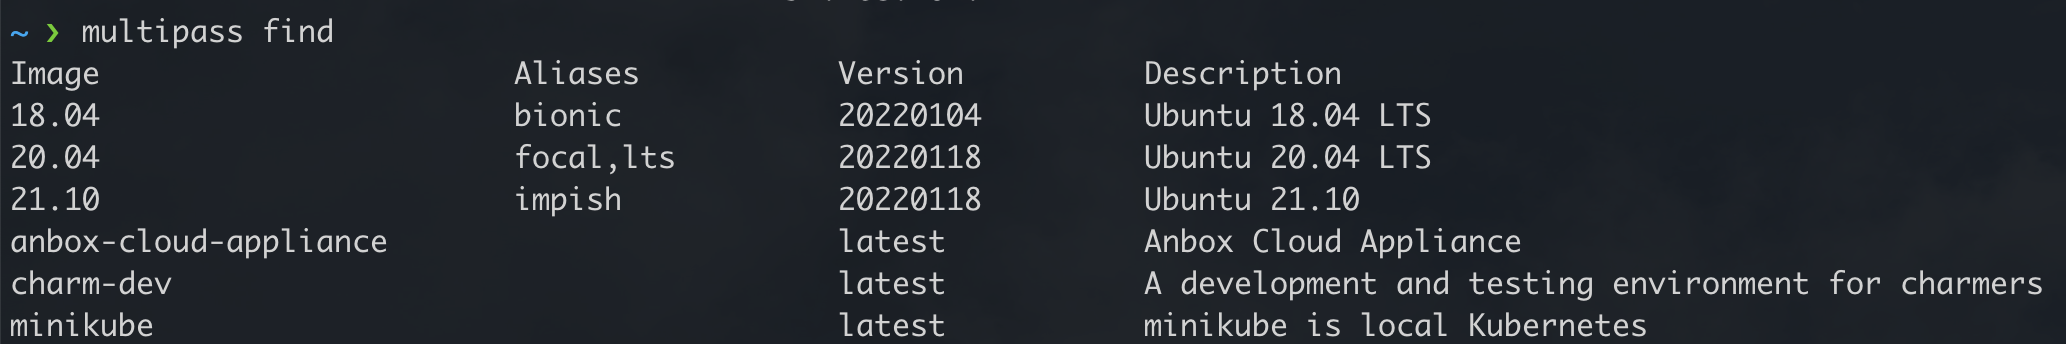 ~ ❯ multipass find
Image Aliases Version Description
18.04 bionic 20220104 Ubuntu 18.04 LTS
20.04 focal,lts 20220118 Ubuntu 20.04 LTS
21.10 impish 20220118 Ubuntu 21.10
anbox-cloud-appliance latest Anbox Cloud Appliance
charm-dev latest A development and testing environment for charmers
minikube latest minikube is local Kubernetes